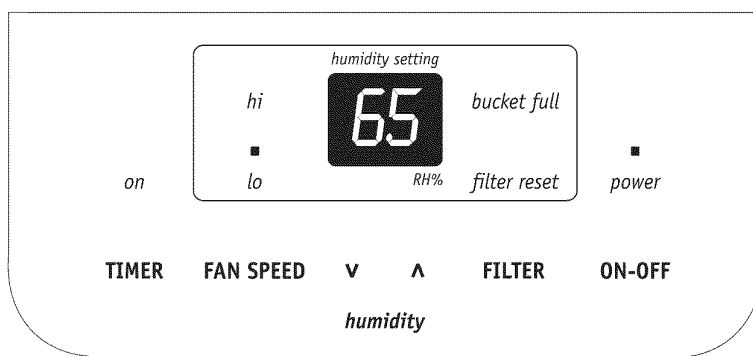 humidity setting
hi 65 bucket full
on lo RH% filter reset power
TIMER FAN SPEED ∨ ∧ FILTER ON-OFF
humidity